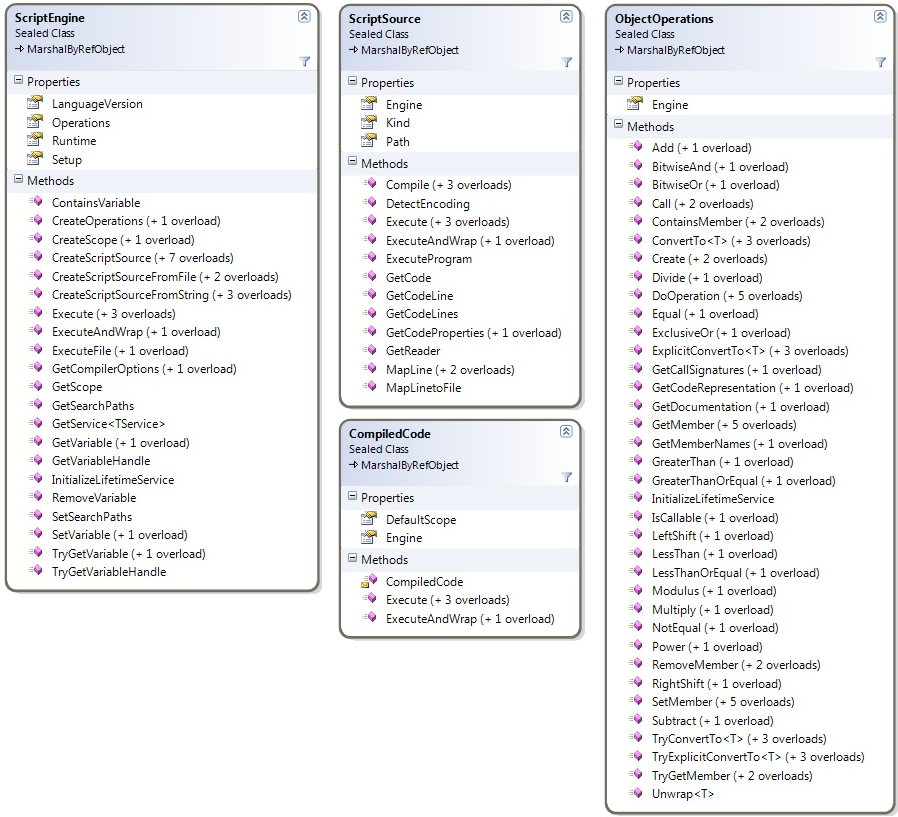 ScriptEngine
Sealed Class
→ MarshalByRefObject
Properties
LanguageVersion
Operations
Runtime
Setup
Methods
ContainsVariable
CreateOperations (+ 1 overload)
CreateScope (+ 1 overload)
CreateScriptSource (+ 7 overloads)
CreateScriptSourceFromFile (+ 2 overloads)
CreateScriptSourceFromString (+ 3 overloads)
Execute (+ 3 overloads)
ExecuteAndWrap (+ 1 overload)
ExecuteFile (+ 1 overload)
GetCompilerOptions (+ 1 overload)
GetScope
GetSearchPaths
GetService<TService>
GetVariable (+ 1 overload)
GetVariableHandle
InitializeLifetimeService
RemoveVariable
SetSearchPaths
SetVariable (+ 1 overload)
TryGetVariable (+ 1 overload)
TryGetVariableHandle
ScriptSource
Sealed Class
→ MarshalByRefObject
Properties
Engine
Kind
Path
Methods
Compile (+ 3 overloads)
DetectEncoding
Execute (+ 3 overloads)
ExecuteAndWrap (+ 1 overload)
ExecuteProgram
GetCode
GetCodeLine
GetCodeLines
GetCodeProperties (+ 1 overload)
GetReader
MapLine (+ 2 overloads)
MapLinetoFile
CompiledCode
Sealed Class
→ MarshalByRefObject
Properties
DefaultScope
Engine
Methods
CompiledCode
Execute (+ 3 overloads)
ExecuteAndWrap (+ 1 overload)
ObjectOperations
Sealed Class
→ MarshalByRefObject
Properties
Engine
Methods
Add (+ 1 overload)
BitwiseAnd (+ 1 overload)
BitwiseOr (+ 1 overload)
Call (+ 2 overloads)
ContainsMember (+ 2 overloads)
ConvertTo<T> (+ 3 overloads)
Create (+ 2 overloads)
Divide (+ 1 overload)
DoOperation (+ 5 overloads)
Equal (+ 1 overload)
ExclusiveOr (+ 1 overload)
ExplicitConvertTo<T> (+ 3 overloads)
GetCallSignatures (+ 1 overload)
GetCodeRepresentation (+ 1 overload)
GetDocumentation (+ 1 overload)
GetMember (+ 5 overloads)
GetMemberNames (+ 1 overload)
GreaterThan (+ 1 overload)
GreaterThanOrEqual (+ 1 overload)
InitializeLifetimeService
IsCallable (+ 1 overload)
LeftShift (+ 1 overload)
LessThan (+ 1 overload)
LessThanOrEqual (+ 1 overload)
Modulus (+ 1 overload)
Multiply (+ 1 overload)
NotEqual (+ 1 overload)
Power (+ 1 overload)
RemoveMember (+ 2 overloads)
RightShift (+ 1 overload)
SetMember (+ 5 overloads)
Subtract (+ 1 overload)
TryConvertTo<T> (+ 3 overloads)
TryExplicitConvertTo<T> (+ 3 overloads)
TryGetMember (+ 2 overloads)
Unwrap<T>